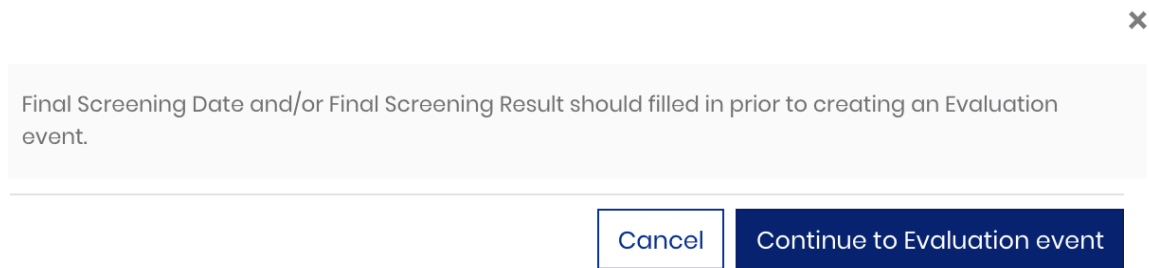 ×
Final Screening Date and/or Final Screening Result should filled in prior to creating an Evaluation
event.
Cancel
Continue to Evaluation event